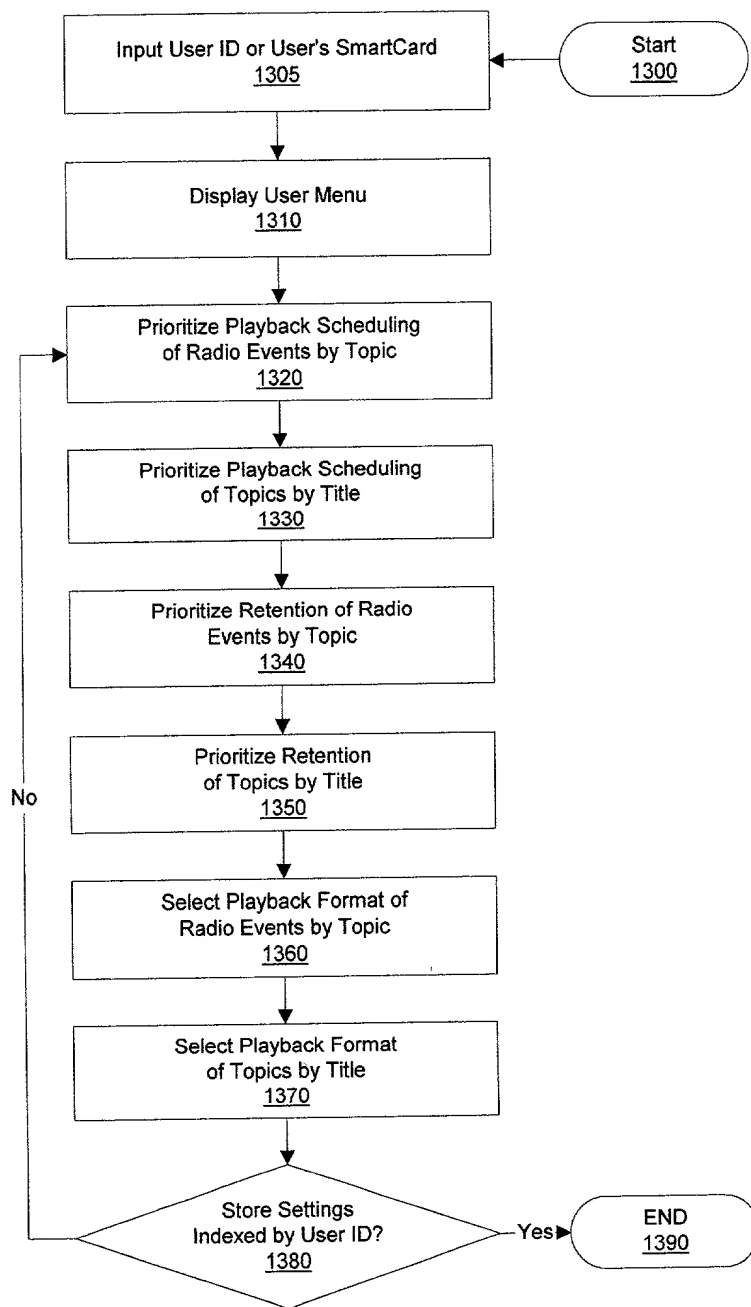 Start
1300
Input User ID or User's SmartCard
1305
Display User Menu
1310
Prioritize Playback Scheduling
of Radio Events by Topic
1320
Prioritize Playback Scheduling
of Topics by Title
1330
Prioritize Retention of Radio
Events by Topic
1340
Prioritize Retention
of Topics by Title
1350
No
Select Playback Format of
Radio Events by Topic
1360
Select Playback Format
of Topics by Title
1370
Store Settings
Indexed by User ID?
1380
Yes
END
1390